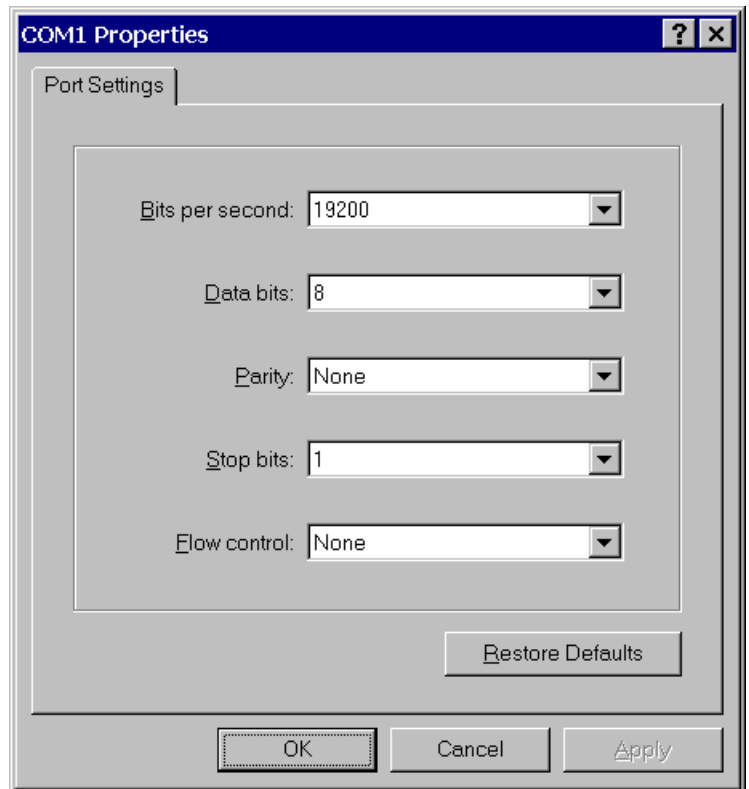 COM1 Properties
Port Settings
Bits per second: 19200
Data bits: 8
Parity: None
Stop bits: 1
Flow control: None
Restore Defaults
OK Cancel Apply